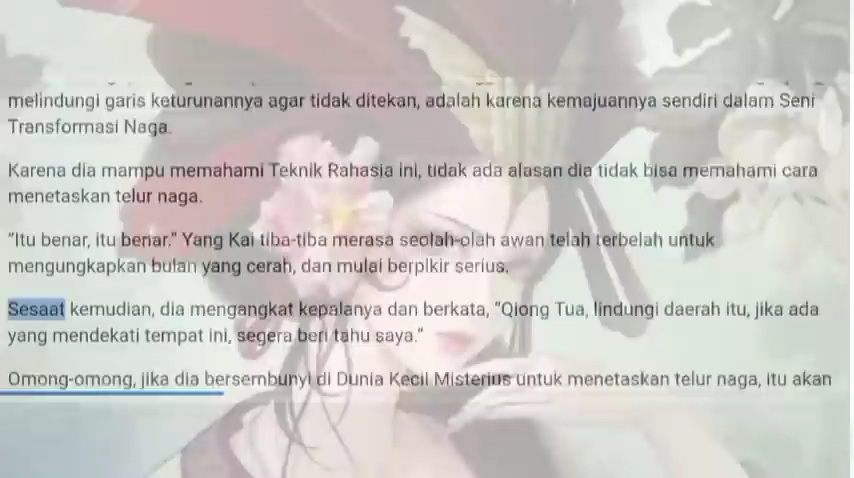 melindungi garis keturunannya agar tidak ditekan, adalah karena kemajuannya sendiri dalam Seni
Transformasi Naga.
Karena dia mampu memahami Teknik Rahasia ini, tidak ada alasan dia tidak bisa memahami cara
menetaskan telur naga.
“Itu benar, itu benar.” Yang Kai tiba-tiba merasa seolah-olah awan telah terbelah untuk
mengungkapkan bulan yang cerah, dan mulai berpikir serius.
Sesaat kemudian, dia mengangkat kepalanya dan berkata, “Qiong Tua, lindungi daerah itu, jika ada
yang mendekati tempat ini, segera beri tahu saya.”
Omong-omong, jika dia bersembunyi di Dunia Kecil Misterius untuk menetaskan telur naga, itu akan